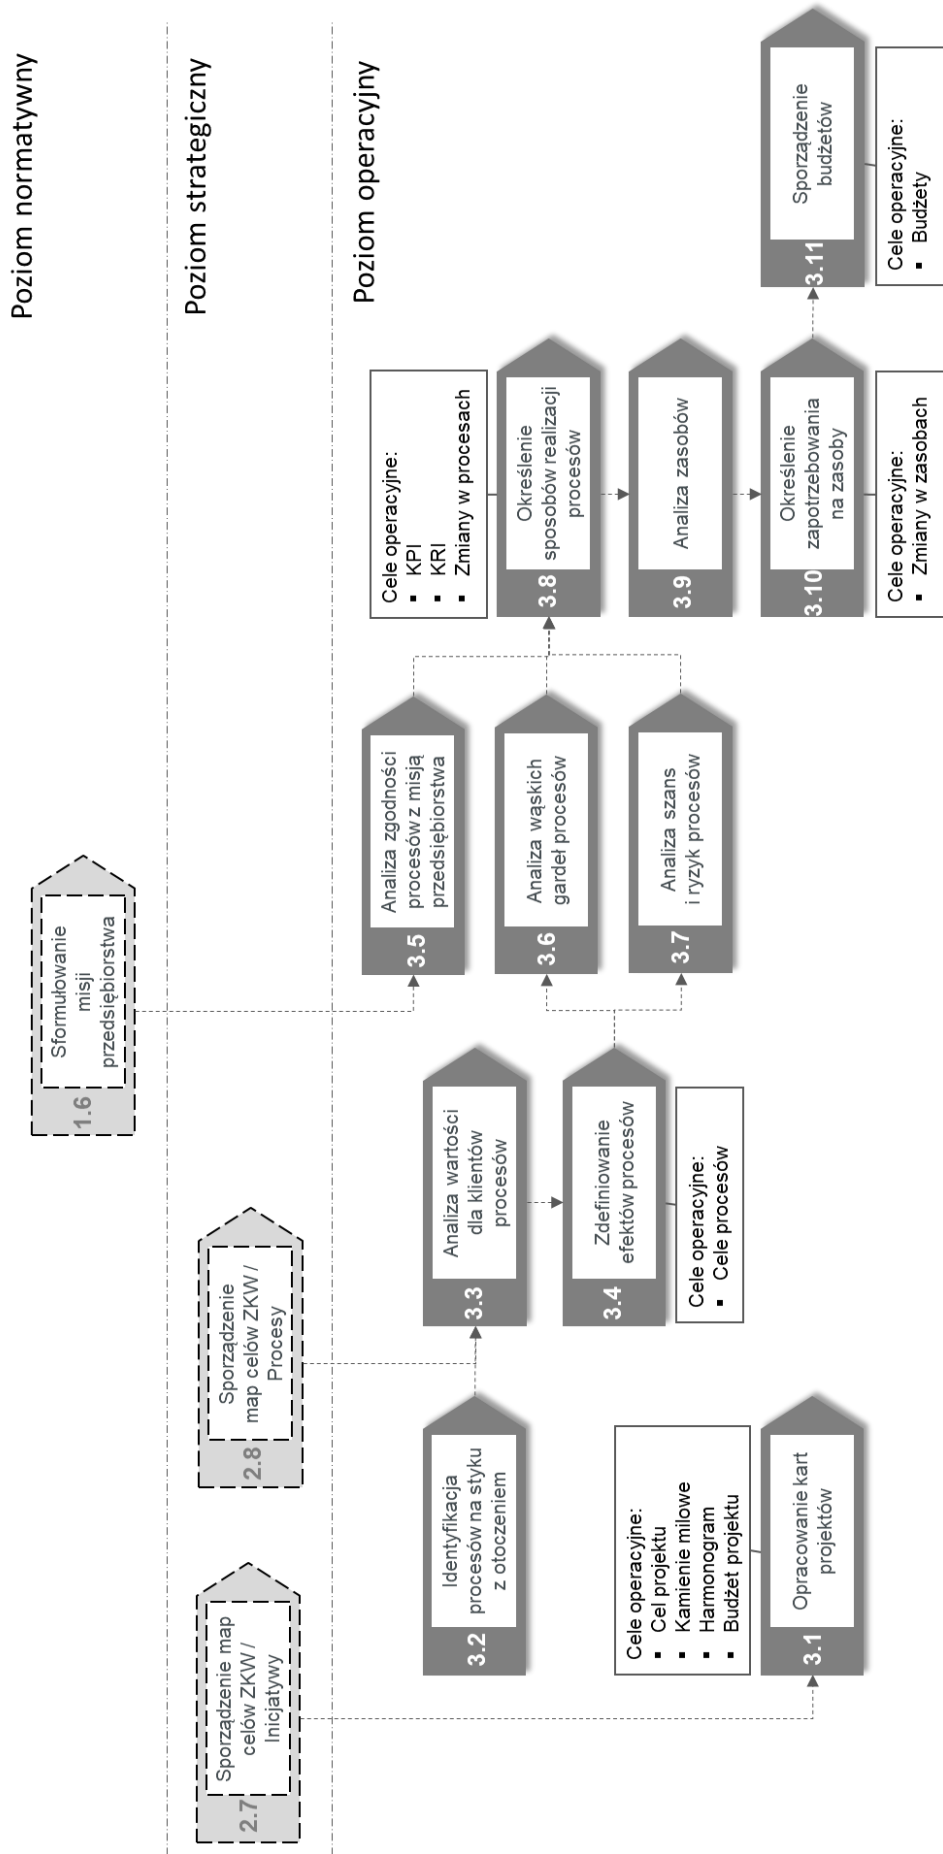 Poziom normatywny
1.6
Sformułowanie
misji
przedsiębiorstwa
Poziom strategiczny
2.7
Sporządzenie map
celów ZKW /
Inicjatywy
2.8
Sporządzenie
map celów ZKW /
Procesy
Poziom operacyjny
3.2
Identyfikacja
procesów na styku
z otoczeniem
Cele operacyjne:
▪ Cel projektu
▪ Kamienie milowe
▪ Harmonogram
▪ Budżet projektu
3.1
Opracowanie kart
projektów
3.3
Analiza wartości
dla klientów
procesów
3.4
Zdefiniowanie
efektów procesów
Cele operacyjne:
▪ Cele procesów
3.5
Analiza zgodności
procesów z misją
przedsiębiorstwa
3.6
Analiza wąskich
gardeł procesów
3.7
Analiza szans
i ryzyk procesów
Cele operacyjne:
▪ KPI
▪ KRI
▪ Zmiany w procesach
3.8
Określenie
sposobów realizacji
procesów
3.9
Analiza zasobów
3.10
Określenie
zapotrzebowania
na zasoby
Cele operacyjne:
▪ Zmiany w zasobach
3.11
Sporządzenie
budżetów
Cele operacyjne:
▪ Budżety